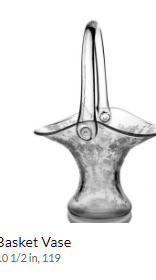 Basket Vase
10 1/2 in, 119